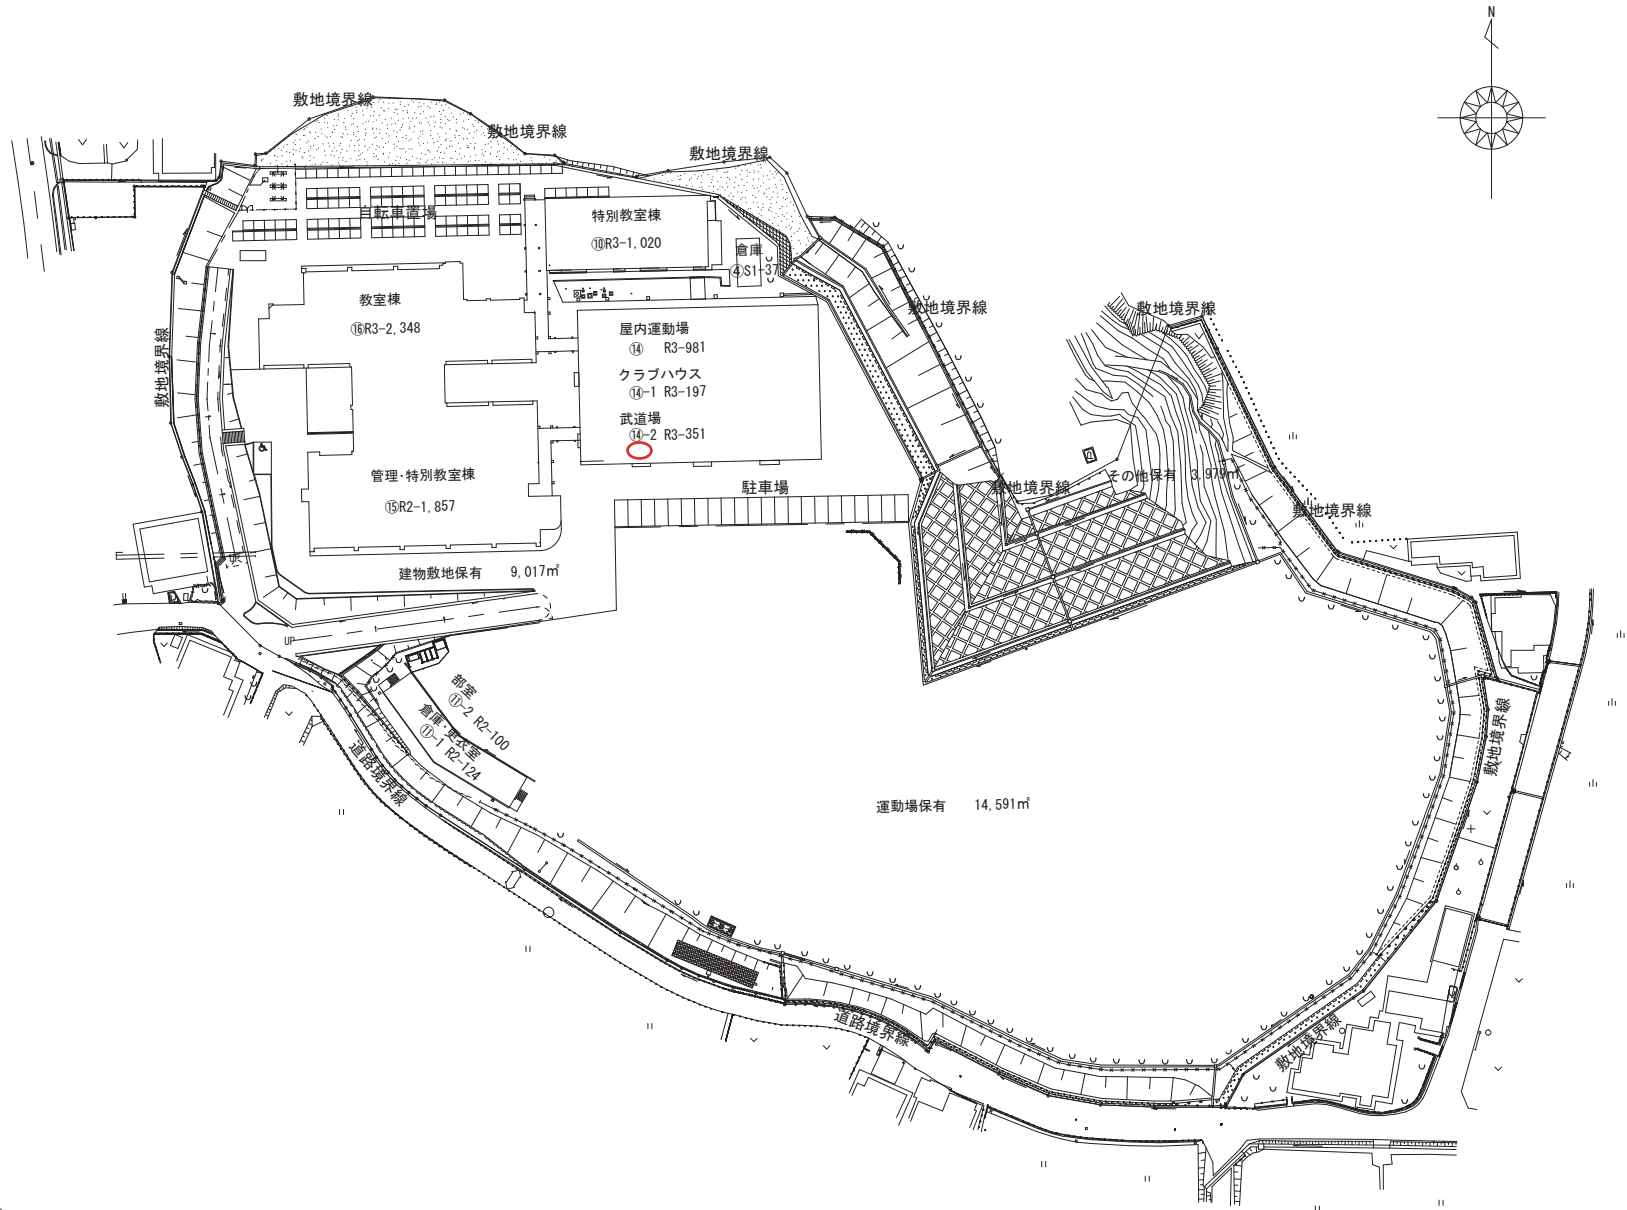 N
敷地境界線
敷地境界線
敷地境界線
自転車置場
特別教室棟
⑩R3-1,020
倉庫
④S1-37
教室棟
⑯R3-2,348
屋内運動場
⑭ R3-981
クラブハウス
⑭-1 R3-197
武道場
⑭-2 R3-351
敷地境界線
敷地境界線
敷地境界線
管理・特別教室棟
⑮R2-1,857
駐車場
敷地境界線
その他保有 3,979㎡
敷地境界線
建物敷地保有 9,017㎡
UP
UP
部室
⑪-2 R2-100
倉庫・更衣室
⑪-1 R2-124
道路境界線
敷地境界線
運動場保有 14,591㎡
道路境界線
敷地境界線